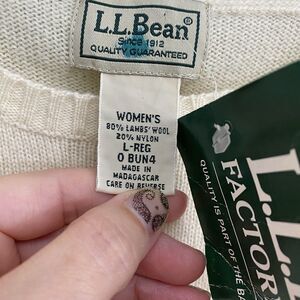 L.L.Bean®
Since 1912
QUALITY GUARANTEED
WOMEN'S
80% LAMBS' WOOL
20% NYLON
L-REG
0 BUN4
MADE IN
MADAGASCAR
CARE ON REVERSE
L.L.
FACTOR
QUALITY IS PART OF THE BA